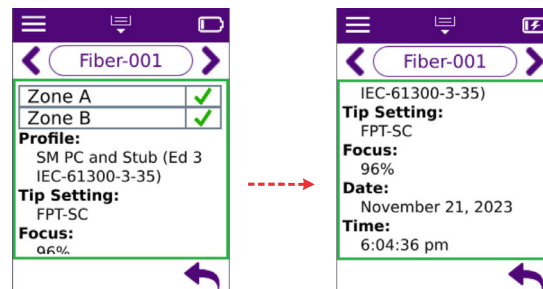 Fiber-001
Zone A
Zone B
Profile:
SM PC and Stub (Ed 3
IEC-61300-3-35)
Tip Setting:
FPT-SC
Focus:
96%
Fiber-001
IEC-61300-3-35)
Tip Setting:
FPT-SC
Focus:
96%
Date:
November 21, 2023
Time:
6:04:36 pm